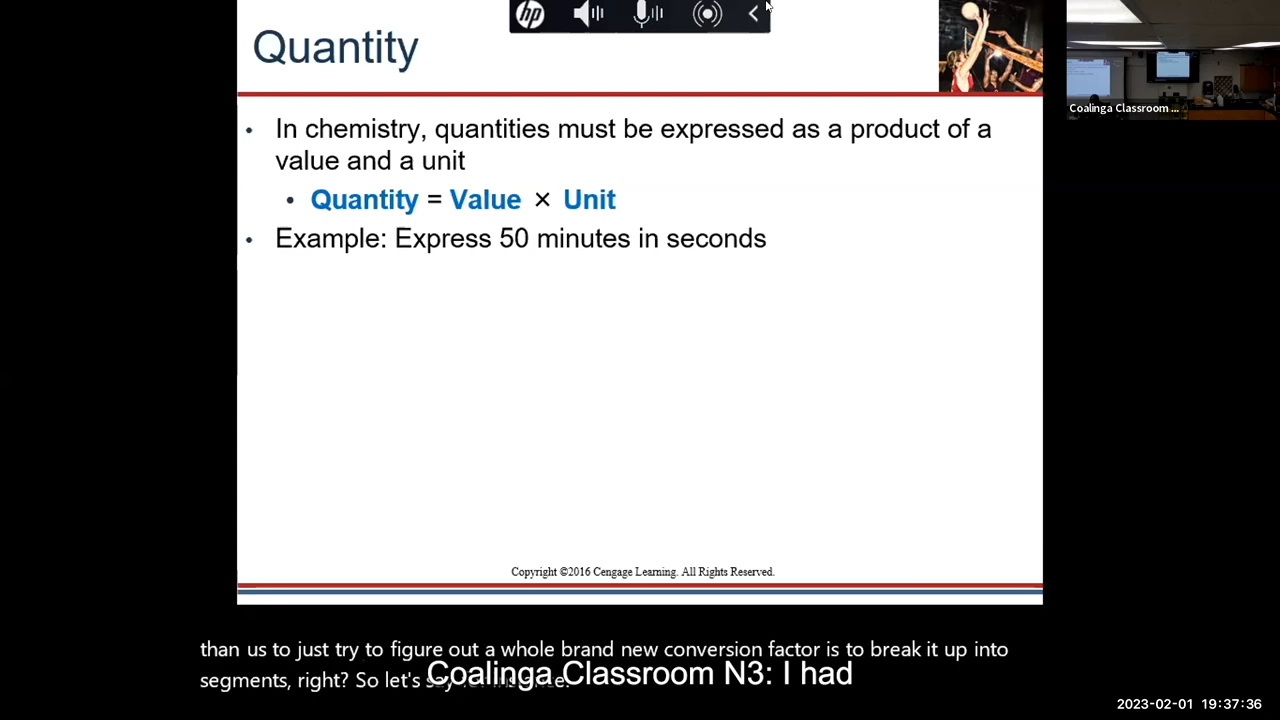 hp
Quantity
Coalinga Classroom ...
• In chemistry, quantities must be expressed as a product of a
value and a unit
• Quantity = Value × Unit
• Example: Express 50 minutes in seconds
Copyright ©2016 Cengage Learning. All Rights Reserved.
than us to just try to figure out a whole brand new conversion factor is to break it up into
segments, right? So let's
Coalinga Classroom N3: I had
2023-02-01 19:37:36